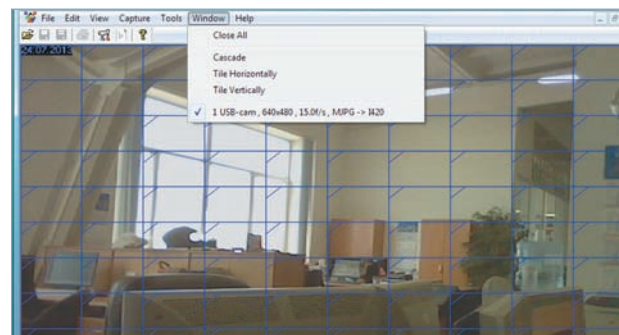 File Edit View Capture Tools Window Help
24.07.2013
Close All
Cascade
Tile Horizontally
Tile Vertically
1 USB-cam , 640x480 , 15.0f/s , MJPG -> I420